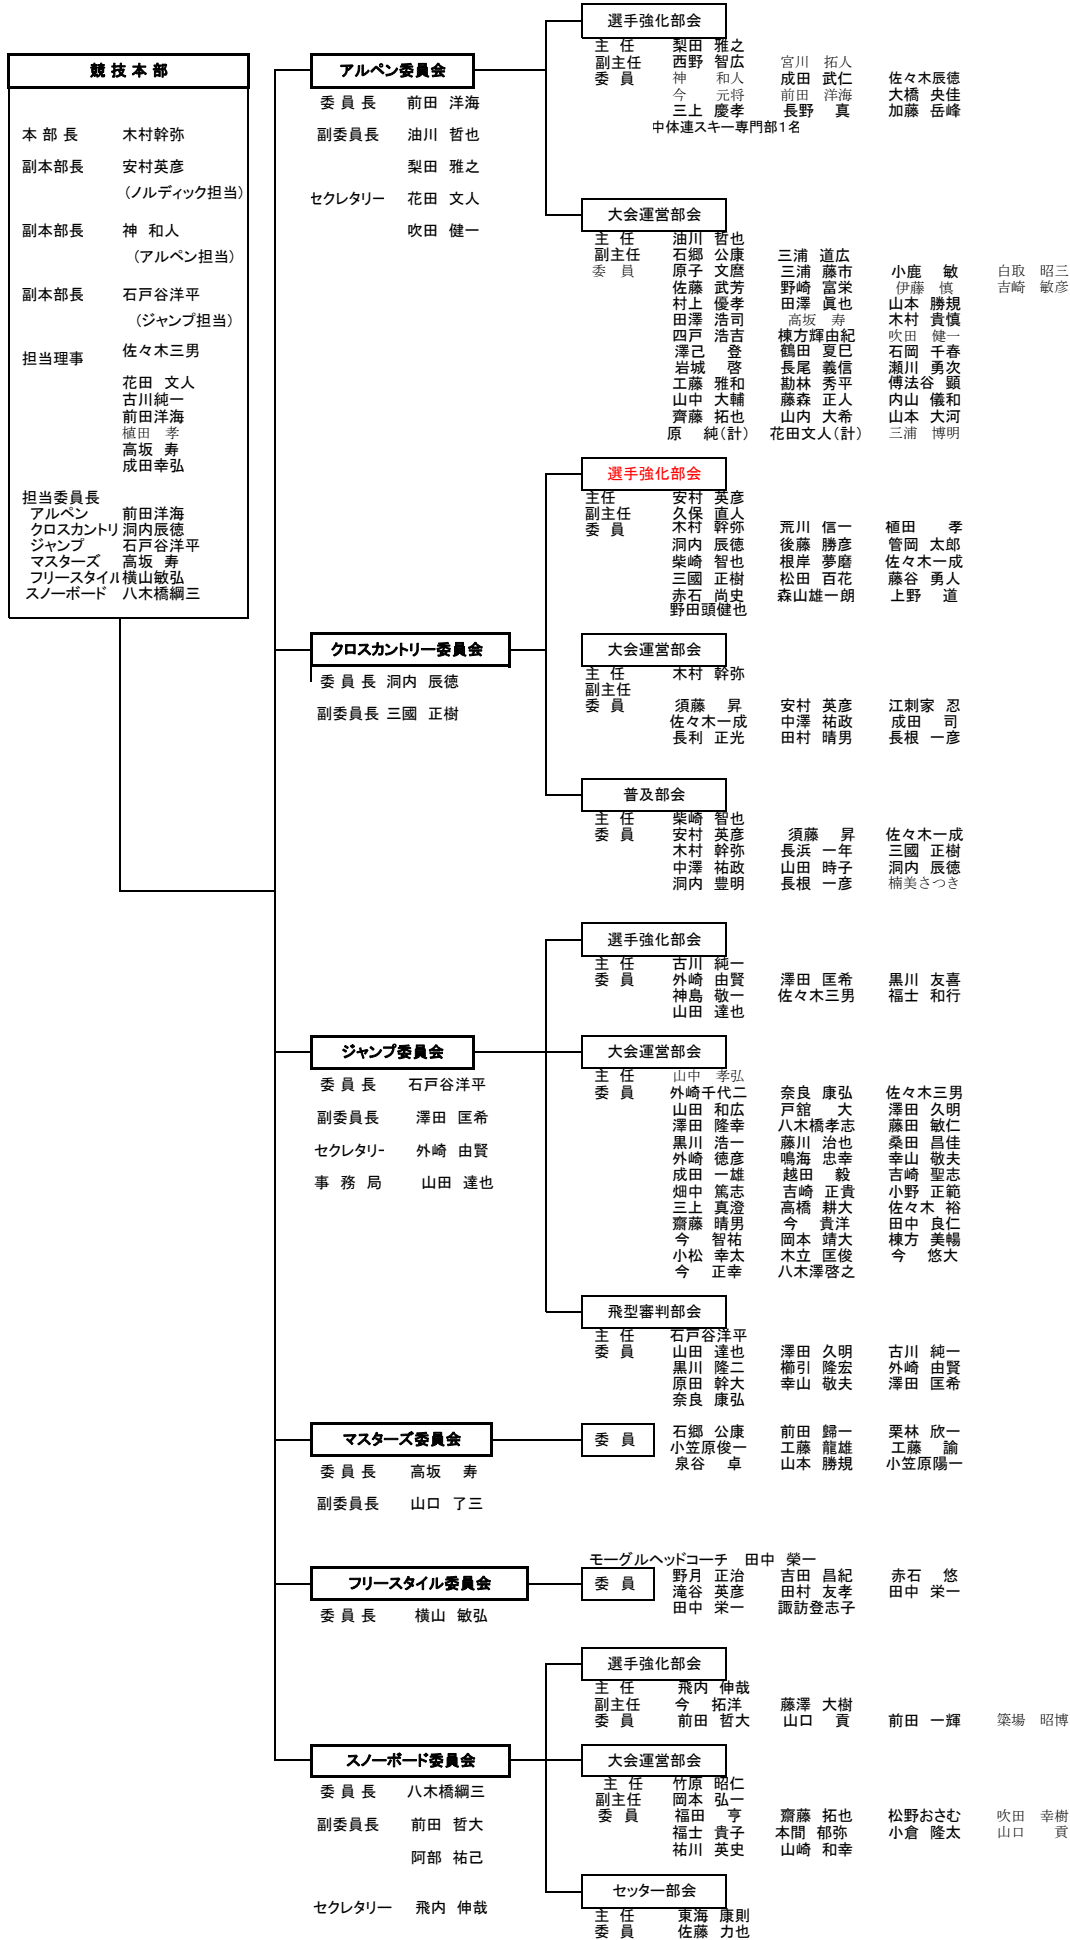 競 技 本 部
本 部 長 木村幹弥
副本部長 安村英彦
(ノルディック担当)
副本部長 神 和人
(アルペン担当)
副本部長 石戸谷洋平
(ジャンプ担当)
担当理事 佐々木三男
花田 文人
古川純一
前田洋海
植田 孝
高坂 寿
成田幸弘
担当委員長
アルペン 前田洋海
クロスカントリ 洞内辰徳
ジャンプ 石戸谷洋平
マスターズ 高坂 寿
フリースタイル 横山敏弘
スノーボード 八木橋綱三
アルペン委員会
委 員 長 前田 洋海
副委員長 油川 哲也
梨田 雅之
セクレタリー 花田 文人
吹田 健一
選手強化部会
主 任 梨田 雅之
副主任 西野 智広 宮川 拓人
委 員 神 和人 成田 武仁 佐々木辰徳
今 元将 前田 洋海 大橋 央佳
三上 慶孝 長野 真 加藤 岳峰
中体連スキー専門部1名
大会運営部会
主 任 油川 哲也
副主任 石郷 公康 三浦 道広
委 員 原子 文麿 三浦 藤市 小鹿 敏 白取 昭三
佐藤 武芳 野崎 富栄 伊藤 慎 吉崎 敏彦
村上 優孝 田澤 眞也 山本 勝規
田澤 浩司 高坂 寿 木村 貴慎
四戸 浩吉 棟方輝由紀 吹田 健一
澤己 登 鶴田 夏巳 石岡 千春
岩城 啓 長尾 義信 瀬川 勇次
工藤 雅和 勘林 秀平 傅法谷 顕
山中 大輔 藤森 正人 内山 儀和
齊藤 拓也 山内 大希 山本 大河
原 純(計) 花田文人(計) 三浦 博明
クロスカントリー委員会
委 員 長 洞内 辰徳
副委員長 三國 正樹
選手強化部会
主任 安村 英彦
副主任 久保 直人
委 員 木村 幹弥 荒川 信一 植田 孝
洞内 辰徳 後藤 勝彦 管岡 太郎
柴崎 智也 根岸 夢磨 佐々木一成
三國 正樹 松田 百花 藤谷 勇人
赤石 尚史 森山雄一朗 上野 道
野田頭健也
大会運営部会
主 任 木村 幹弥
副主任
委 員 須藤 昇 安村 英彦 江刺家 忍
佐々木一成 中澤 祐政 成田 司
長利 正光 田村 晴男 長根 一彦
普及部会
主 任 柴崎 智也
委 員 安村 英彦 須藤 昇 佐々木一成
木村 幹弥 長浜 一年 三國 正樹
中澤 祐政 山田 時子 洞内 辰徳
洞内 豊明 長根 一彦 楠美さつき
ジャンプ委員会
委 員 長 石戸谷洋平
副委員長 澤田 匡希
セクレタリー 外崎 由賢
事 務 局 山田 達也
選手強化部会
主 任 古川 純一
委 員 外崎 由賢 澤田 匡希 黒川 友喜
神島 敬一 佐々木三男 福士 和行
山田 達也
大会運営部会
主 任 山中 孝弘
委 員 外崎千代二 奈良 康弘 佐々木三男
山田 和広 戸舘 大 澤田 久明
澤田 隆幸 八木橋孝志 藤田 敏仁
黒川 浩一 藤川 治也 桑田 昌佳
外崎 徳彦 鳴海 忠幸 幸山 敬夫
成田 一雄 越田 毅 吉崎 聖志
畑中 篤志 吉崎 正貴 小野 正範
三上 真澄 高橋 耕大 佐々木 裕
齋藤 晴男 今 貴洋 田中 良仁
今 智祐 岡本 靖大 棟方 美暢
小松 幸太 木立 匡俊 今 悠大
今 正幸 八木澤啓之
飛型審判部会
主 任 石戸谷洋平
委 員 山田 達也 澤田 久明 古川 純一
黒川 隆二 櫛引 隆宏 外崎 由賢
原田 幹大 幸山 敬夫 澤田 匡希
奈良 康弘
マスターズ委員会
委 員 長 高坂 寿
副委員長 山口 了三
委 員 石郷 公康 前田 歸一 栗林 欣一
小笠原俊一 工藤 龍雄 工藤 諭
泉谷 卓 山本 勝規 小笠原陽一
フリースタイル委員会
委 員 長 横山 敏弘
モーグルヘッドコーチ 田中 榮一
委 員 野月 正治 吉田 昌紀 赤石 悠
滝谷 英彦 田村 友孝 田中 栄一
田中 栄一 諏訪登志子
スノーボード委員会
委 員 長 八木橋綱三
副委員長 前田 哲大
阿部 祐己
セクレタリー 飛内 伸哉
選手強化部会
主 任 飛内 伸哉
副主任 今 拓洋 藤澤 大樹
委 員 前田 哲大 山口 貢 前田 一輝 築場 昭博
大会運営部会
主 任 竹原 昭仁
副主任 岡本 弘一
委 員 福田 亨 齋藤 拓也 松野おさむ 吹田 幸樹
福士 貴子 本間 郁弥 小倉 隆太 山口 貢
祐川 英史 山崎 和幸
セッター部会
主 任 東海 康則
委 員 佐藤 力也